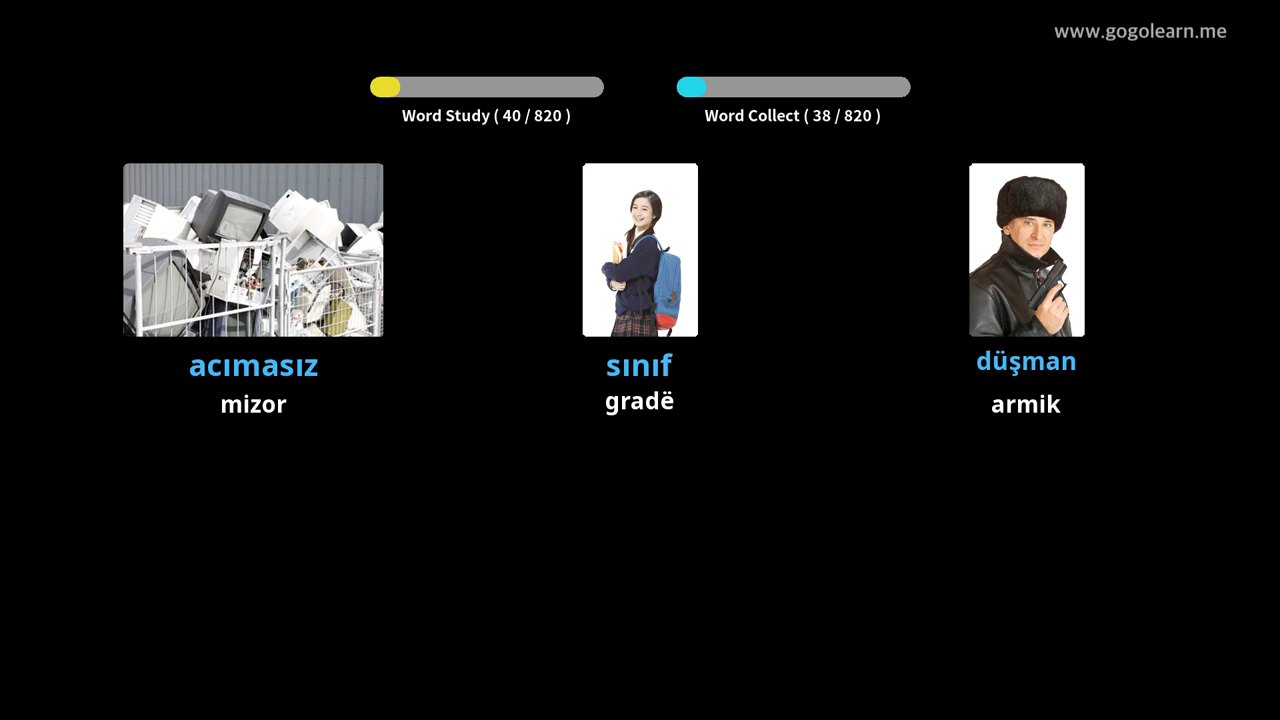 www.gogolearn.me
Word Study ( 40 / 820 )
Word Collect ( 38 / 820 )
acımasız
mizor
sınıf
gradë
düşman
armik